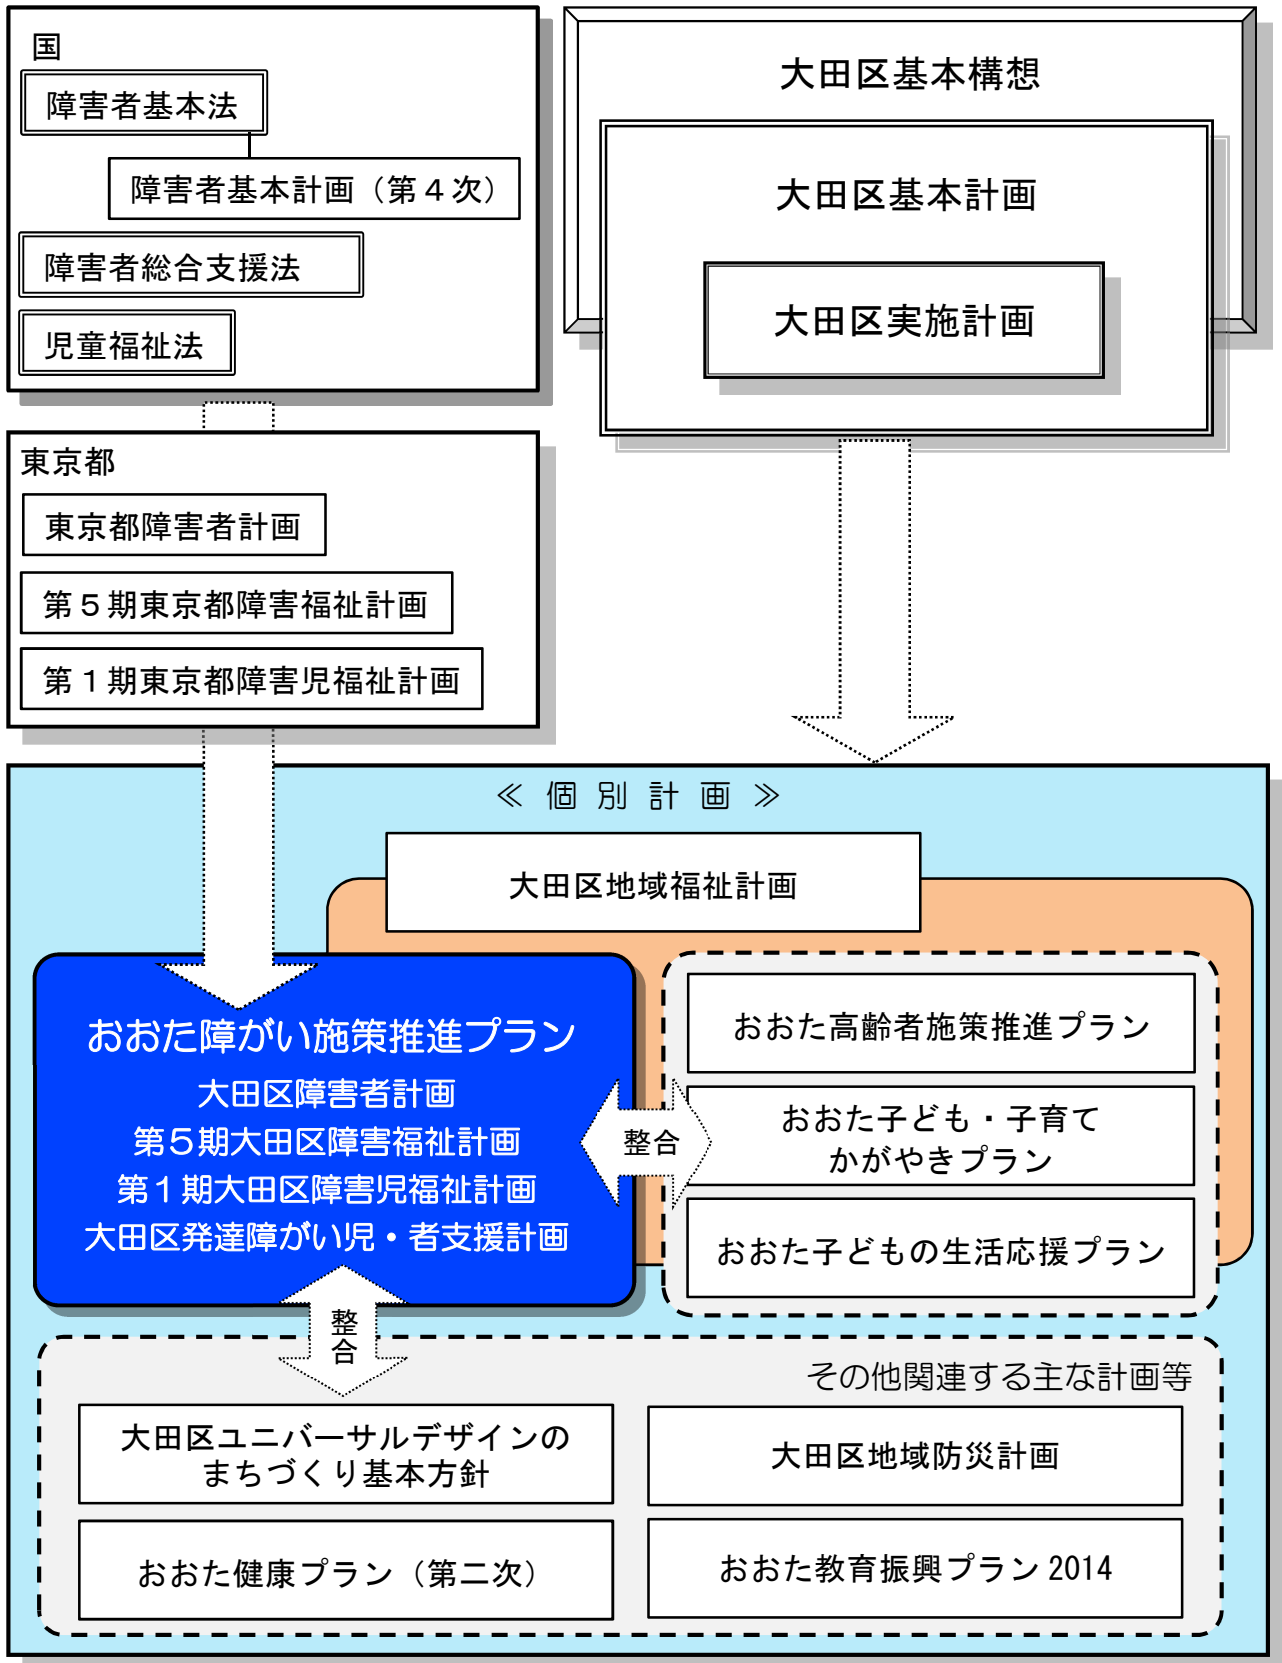 国
障害者基本法
障害者基本計画（第４次）
障害者総合支援法
児童福祉法
大田区基本構想
大田区基本計画
大田区実施計画
東京都
東京都障害者計画
第５期東京都障害福祉計画
第１期東京都障害児福祉計画
≪個別計画≫
大田区地域福祉計画
おおた障がい施策推進プラン
大田区障害者計画
第５期大田区障害福祉計画
第１期大田区障害児福祉計画
大田区発達障がい児・者支援計画
整合
おおた高齢者施策推進プラン
おおた子ども・子育て
かがやきプラン
おおた子どもの生活応援プラン
整合
その他関連する主な計画等
大田区ユニバーサルデザインの
まちづくり基本方針
大田区地域防災計画
おおた健康プラン（第二次）
おおた教育振興プラン 2014